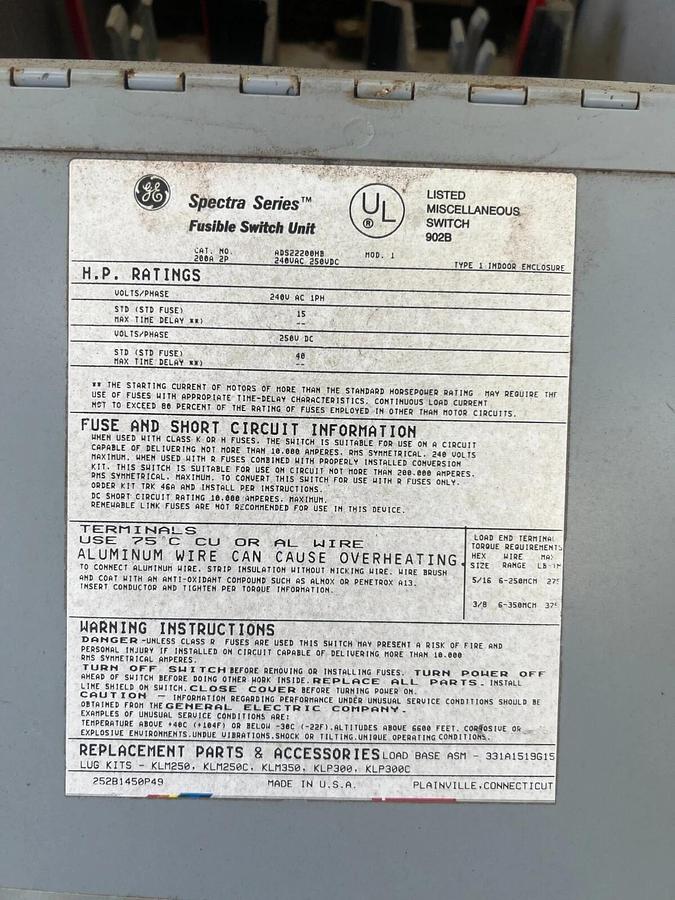 GE Spectra Series™
Fusible Switch Unit
UL ®
LISTED
MISCELLANEOUS
SWITCH
902B
CAT. NO. ADS22200HB MOD. 1
200A 2P 240VAC 250VDC TYPE 1 INDOOR ENCLOSURE
H.P. RATINGS
VOLTS/PHASE 240V AC 1PH
STD (STD FUSE) 15
MAX TIME DELAY **) --
VOLTS/PHASE 250V DC
STD (STD FUSE) 40
MAX TIME DELAY **) --
** THE STARTING CURRENT OF MOTORS OF MORE THAN THE STANDARD HORSEPOWER RATING MAY REQUIRE THE
USE OF FUSES WITH APPROPIATE TIME-DELAY CHARACTERISTICS. CONTINUOUS LOAD CURRENT
NOT TO EXCEED 80 PERCENT OF THE RATING OF FUSES EMPLOYED IN OTHER THAN MOTOR CIRCUITS.
FUSE AND SHORT CIRCUIT INFORMATION
WHEN USED WITH CLASS K OR H FUSES. THE SWITCH IS SUITABLE FOR USE ON A CIRCUIT
CAPABLE OF DELIVERING NOT MORE THAN 10.000 AMPERES. RMS SYMMETRICAL. 240 VOLTS
MAXIMUM. WHEN USED WITH R FUSES COMBINED WITH PROPERLY INSTALLED CONVERSION
KIT. THIS SWITCH IS SUITABLE FOR USE ON CIRCUIT NOT MORE THAN 200.000 AMPERES.
RMS SYMMETRICAL. MAXIMUM. TO CONVERT THIS SWITCH FOR USE WITH R FUSES ONLY.
ORDER KIT TRK 46A AND INSTALL PER INSTRUCTIONS.
DC SHORT CIRCUIT RATING 10.000 AMPERES. MAXIMUM.
RENEWABLE LINK FUSES ARE NOT RECOMMENDED FOR USE IN THIS DEVICE.
TERMINALS
USE 75°C CU OR AL WIRE
ALUMINUM WIRE CAN CAUSE OVERHEATING.
TO CONNECT ALUMINUM WIRE. STRIP INSULATION WITHOUT NICKING WIRE. WIRE BRUSH
AND COAT WITH AN ANTI-OXIDANT COMPOUND SUCH AS ALNOX OR PENETROX A13.
INSERT CONDUCTOR AND TIGHTEN PER TORQUE INFORMATION.
LOAD END TERMINAL
TORQUE REQUIREMENTS
HEX WIRE MAX
SIZE RANGE LB-IN
5/16 6-250MCM 275
3/8 6-350MCM 375
WARNING INSTRUCTIONS
DANGER-UNLESS CLASS R FUSES ARE USED THIS SWITCH MAY PRESENT A RISK OF FIRE AND
PERSONAL INJURY IF INSTALLED ON CIRCUIT CAPABLE OF DELIVERING MORE THAN 10.000
RMS SYMMETRICAL AMPERES.
TURN OFF SWITCH BEFORE REMOVING OR INSTALLING FUSES. TURN POWER OFF
AHEAD OF SWITCH BEFORE DOING OTHER WORK INSIDE. REPLACE ALL PARTS. INSTALL
LINE SHIELD ON SWITCH. CLOSE COVER BEFORE TURNING POWER ON.
CAUTION - INFORMATION REGARDING PERFORMANCE UNDER UNUSUAL SERVICE CONDITIONS SHOULD BE
OBTAINED FROM THE GENERAL ELECTRIC COMPANY.
EXAMPLES OF UNUSUAL SERVICE CONDITIONS ARE:
TEMPERATURE ABOVE +40C (+104F) OR BELOW -30C (-22F).ALTITUDES ABOVE 6600 FEET. CORROSIVE OR
EXPLOSIVE ENVIRONMENTS.UNDUE VIBRATIONS.SHOCK OR TILTING.UNIQUE OPERATING CONDITIONS.
REPLACEMENT PARTS & ACCESSORIES LOAD BASE ASM - 331A1519G15
LUG KITS - KLM250, KLM250C, KLM350, KLP300, KLP300C
252B1450P49 MADE IN U.S.A. PLAINVILLE,CONNECTICUT